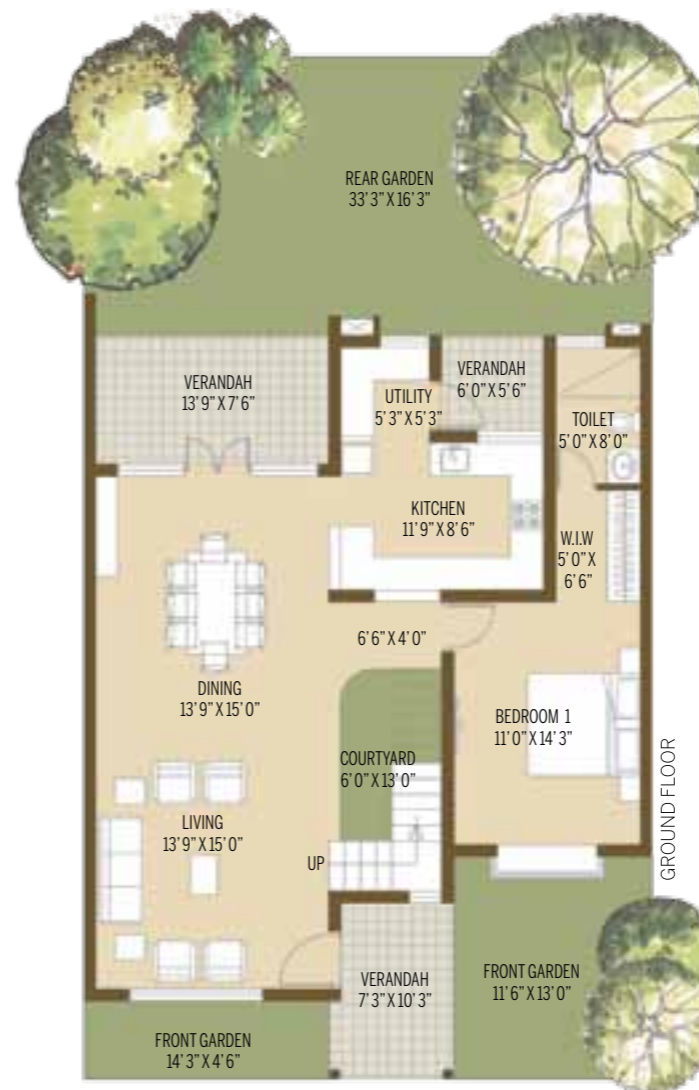 REAR GARDEN
33'3" X 16'3"
VERANDAH
13'9" X 7'6"
UTILITY
5'3" X 5'3"
VERANDAH
6'0" X 5'6"
TOILET
5'0" X 8'0"
KITCHEN
11'9" X 8'6"
W.I.W
5'0" X
6'6"
6'6" X 4'0"
DINING
13'9" X 15'0"
BEDROOM 1
11'0" X 14'3"
COURTYARD
6'0" X 13'0"
LIVING
13'9" X 15'0"
UP
GROUND FLOOR
VERANDAH
7'3" X 10'3"
FRONT GARDEN
11'6" X 13'0"
FRONT GARDEN
14'3" X 4'6"